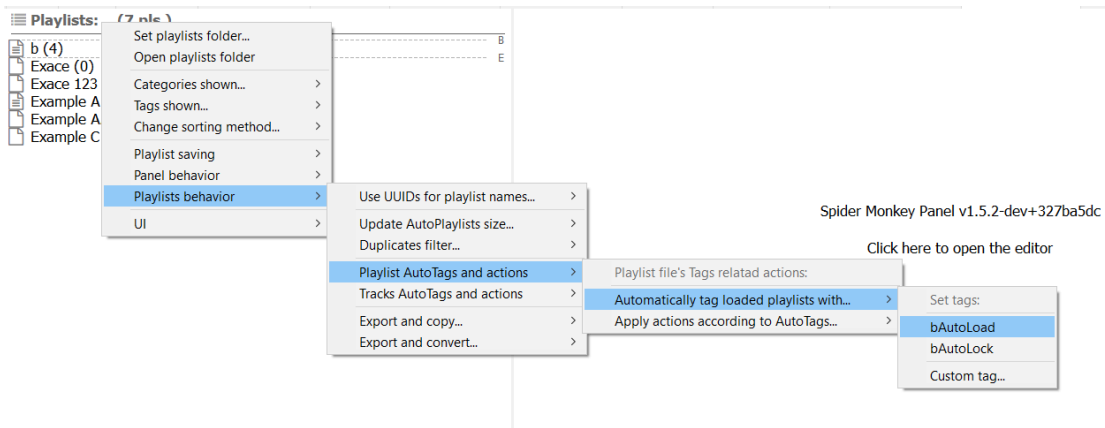 Playlists: (7 pls.)
b (4)
Exace (0)
Exace 123
Example A
Example A
Example C
B
E
Set playlists folder...
Open playlists folder
Categories shown...
Tags shown...
Change sorting method...
Playlist saving
Panel behavior
Playlists behavior
UI
Use UUIDs for playlist names...
Update AutoPlaylists size...
Duplicates filter...
Playlist AutoTags and actions
Tracks AutoTags and actions
Export and copy...
Export and convert...
Playlist file's Tags relatad actions:
Automatically tag loaded playlists with...
Apply actions according to AutoTags...
Set tags:
bAutoLoad
bAutoLock
Custom tag...
Spider Monkey Panel v1.5.2-dev+327ba5dc
Click here to open the editor